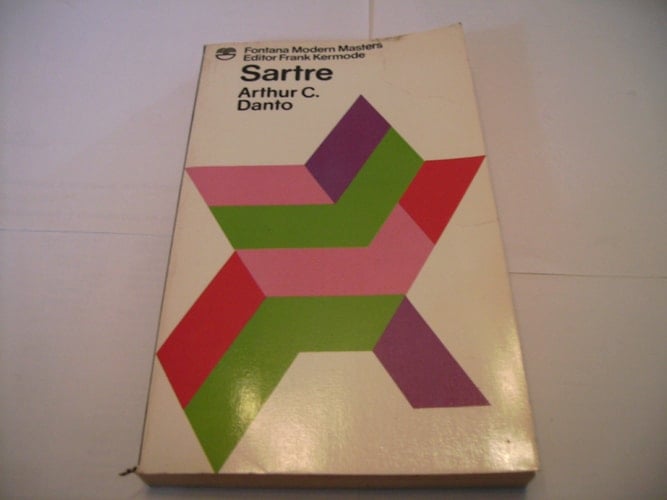 Fontana Modern Masters
Editor Frank Kermode
Sartre
Arthur C.
Danto